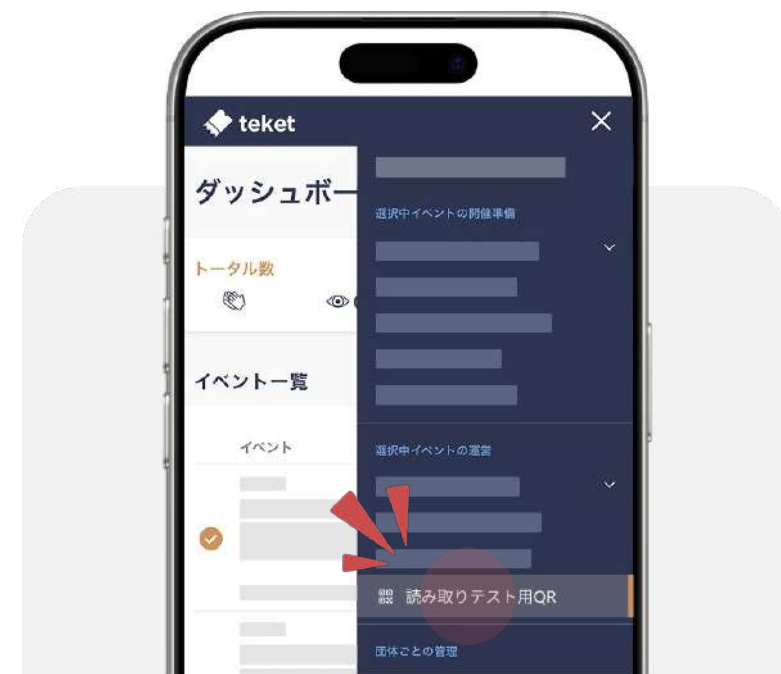 teket
ダッシュボー
トータル数
イベント一覧
イベント
選択中イベントの開催準備
選択中イベントの運営
読み取りテスト用QR
団体ごとの管理